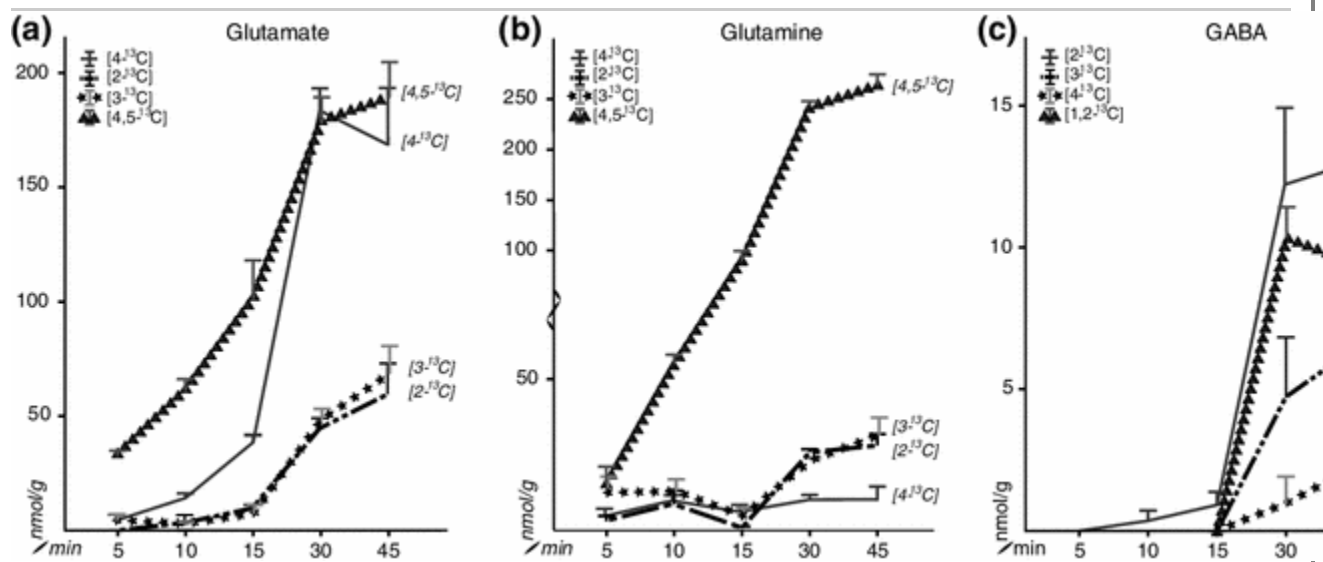 (a) Glutamate
[4-¹³C]
[2-¹³C]
[3-¹³C]
[4,5-¹³C]
200
150
100
50
nmol/g
[4,5-¹³C]
[4-¹³C]
[3-¹³C]
[2-¹³C]
/min 5 10 15 30 45
(b) Glutamine
[4-¹³C]
[2-¹³C]
[3-¹³C]
[4,5-¹³C]
250
200
150
100
50
nmol/g
[4,5-¹³C]
[3-¹³C]
[2-¹³C]
[4-¹³C]
/min 5 10 15 30 45
(c) GABA
[2-¹³C]
[3-¹³C]
[4-¹³C]
[1,2-¹³C]
15
10
5
nmol/g
/min 5 10 15 30